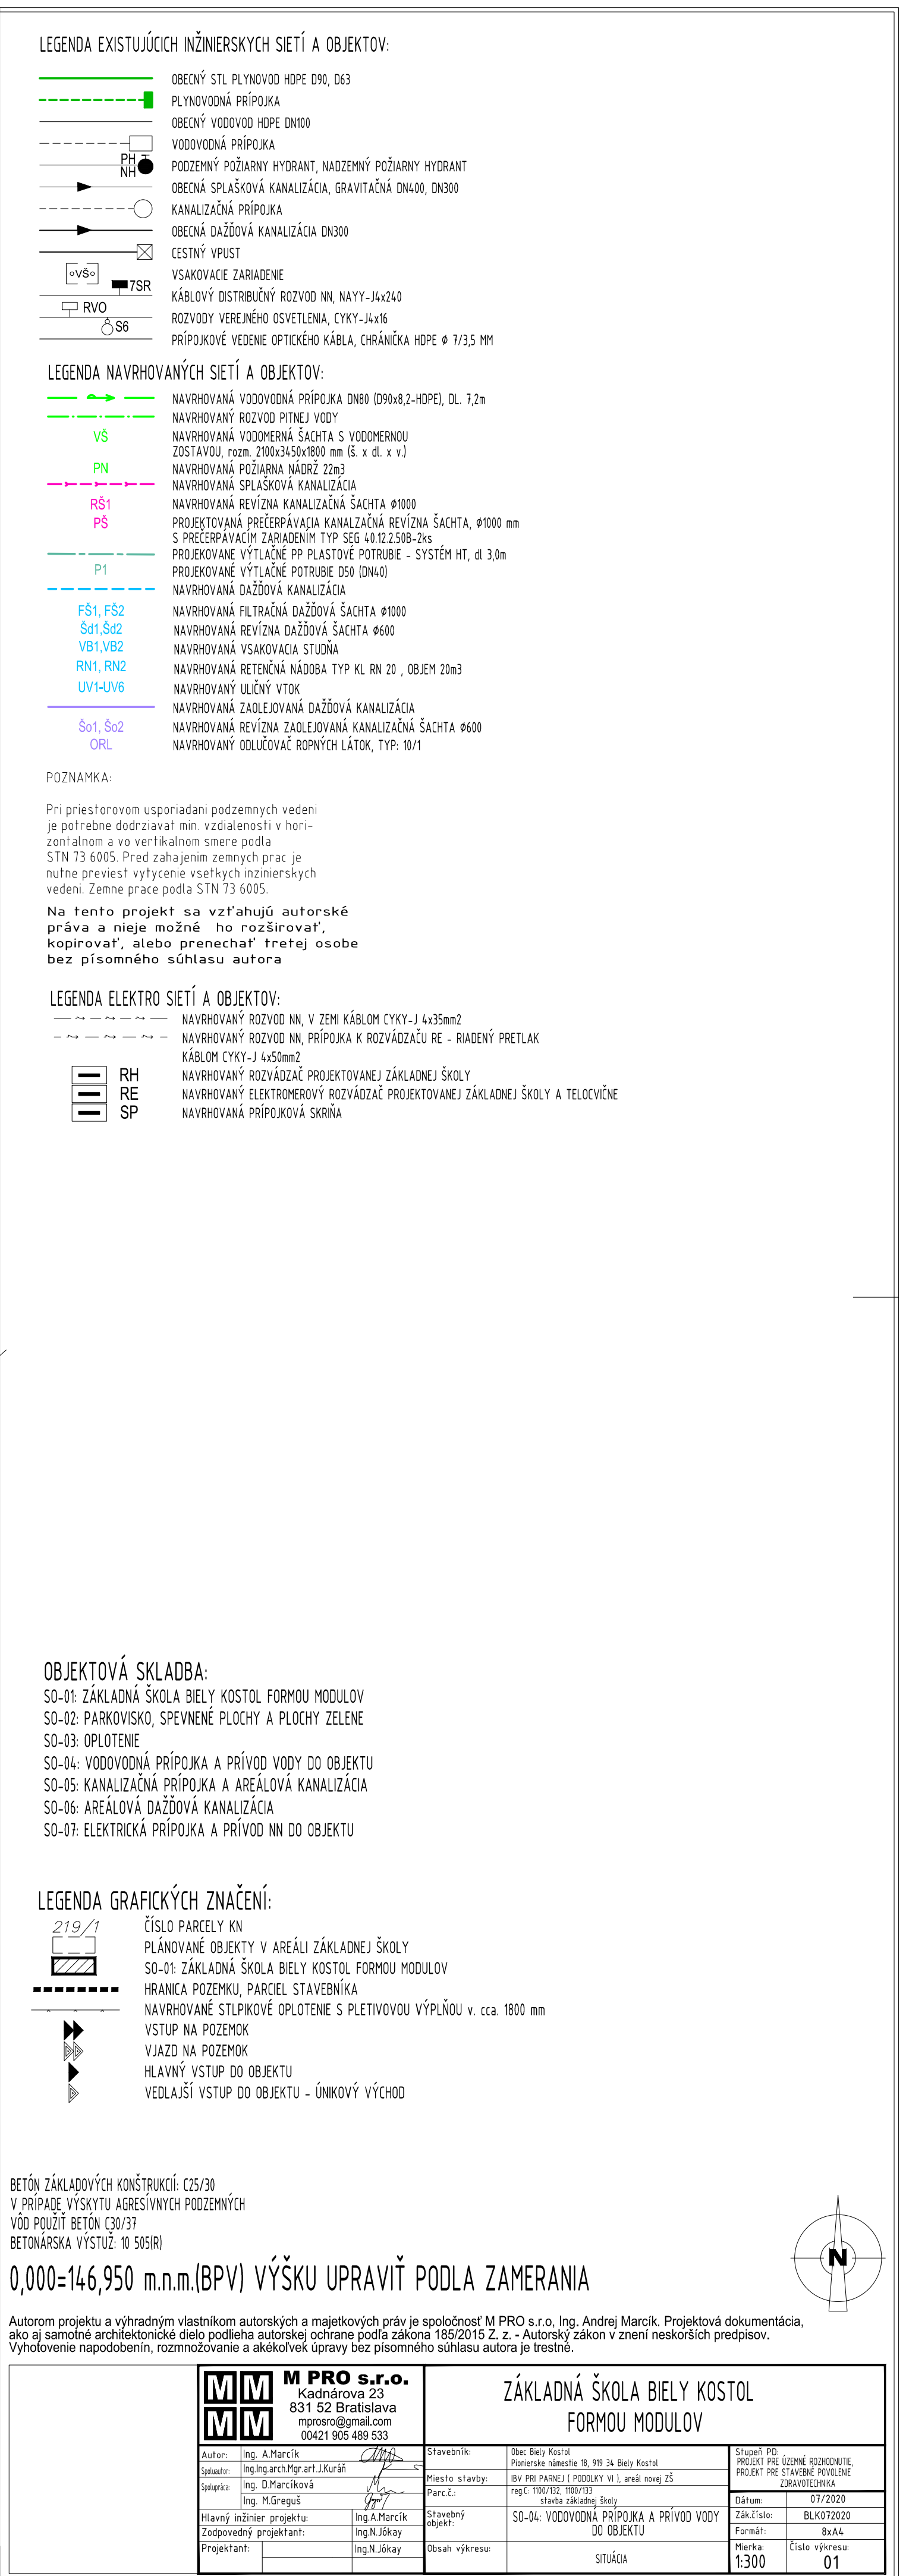 LEGENDA EXISTUJÚCICH INŽINIERSKYCH SIETÍ A OBJEKTOV:
OBECNÝ STL PLYNOVOD HDPE D90, D63
PLYNOVODNÁ PRÍPOJKA
OBECNÝ VODOVOD HDPE DN100
VODOVODNÁ PRÍPOJKA
PH
NH
PODZEMNÝ POŽIARNY HYDRANT, NADZEMNÝ POŽIARNY HYDRANT
OBECNÁ SPLAŠKOVÁ KANALIZÁCIA, GRAVITAČNÁ DN400, DN300
KANALIZAČNÁ PRÍPOJKA
OBECNÁ DAŽĎOVÁ KANALIZÁCIA DN300
CESTNÝ VPUST
VŠ VSAKOVACIE ZARIADENIE
7SR
KÁBLOVÝ DISTRIBUČNÝ ROZVOD NN, NAYY-J4x240
RVO
ROZVODY VEREJNÉHO OSVETLENIA, CYKY-J4x16
S6
PRÍPOJKOVÉ VEDENIE OPTICKÉHO KÁBLA, CHRÁNIČKA HDPE ϕ 7/3,5 MM
LEGENDA NAVRHOVANÝCH SIETÍ A OBJEKTOV:
NAVRHOVANÁ VODOVODNÁ PRÍPOJKA DN80 (D90x8,2-HDPE), DL. 7,2m
NAVRHOVANÝ ROZVOD PITNEJ VODY
VŠ NAVRHOVANÁ VODOMERNÁ ŠACHTA S VODOMERNOU
ZOSTAVOU, rozm. 2100x3450x1800 mm (š. x dl. x v.)
PN NAVRHOVANÁ POŽIARNA NÁDRŽ 22m3
NAVRHOVANÁ SPLAŠKOVÁ KANALIZÁCIA
RŠ1 NAVRHOVANÁ REVÍZNA KANALIZAČNÁ ŠACHTA ϕ1000
PŠ PROJEKTOVANÁ PREČERPÁVACIA KANALZAČNÁ REVÍZNA ŠACHTA, ϕ1000 mm
S PREČERPÁVACÍM ZARIADENÍM TYP SEG 40.12.2.50B-2ks
PROJEKOVANE VÝTLAČNÉ PP PLASTOVÉ POTRUBIE - SYSTÉM HT, dl 3,0m
P1 PROJEKOVANÉ VÝTLAČNÉ POTRUBIE D50 (DN40)
NAVRHOVANÁ DAŽĎOVÁ KANALIZÁCIA
FŠ1, FŠ2 NAVRHOVANÁ FILTRAČNÁ DAŽĎOVÁ ŠACHTA ϕ1000
Šd1,Šd2 NAVRHOVANÁ REVÍZNA DAŽĎOVÁ ŠACHTA ϕ600
VB1,VB2 NAVRHOVANÁ VSAKOVACIA STUDŇA
RN1, RN2 NAVRHOVANÁ RETENČNÁ NÁDOBA TYP KL RN 20 , OBJEM 20m3
UV1-UV6 NAVRHOVANÝ ULIČNÝ VTOK
NAVRHOVANÁ ZAOLEJOVANÁ DAŽĎOVÁ KANALIZÁCIA
Šo1, Šo2 NAVRHOVANÁ REVÍZNA ZAOLEJOVANÁ KANALIZAČNÁ ŠACHTA ϕ600
ORL NAVRHOVANÝ ODLUČOVAČ ROPNÝCH LÁTOK, TYP: 10/1
POZNAMKA:
Pri priestorovom usporiadani podzemnych vedeni
je potrebne dodrziavat min. vzdialenosti v hori-
zontalnom a vo vertikalnom smere podla
STN 73 6005. Pred zahajenim zemnych prac je
nutne previest vytycenie vsetkych inzinierskych
vedeni. Zemne prace podla STN 73 6005.
Na tento projekt sa vzťahujú autorské
práva a nieje možné ho rozširovať,
kopirovať, alebo prenechať tretej osobe
bez písomného súhlasu autora
LEGENDA ELEKTRO SIETÍ A OBJEKTOV:
NAVRHOVANÝ ROZVOD NN, V ZEMI KÁBLOM CYKY-J 4x35mm2
NAVRHOVANÝ ROZVOD NN, PRÍPOJKA K ROZVÁDZAČU RE - RIADENÝ PRETLAK
KÁBLOM CYKY-J 4x50mm2
RH NAVRHOVANÝ ROZVÁDZAČ PROJEKTOVANEJ ZÁKLADNEJ ŠKOLY
RE NAVRHOVANÝ ELEKTROMEROVÝ ROZVÁDZAČ PROJEKTOVANEJ ZÁKLADNEJ ŠKOLY A TELOCVIČNE
SP NAVRHOVANÁ PRÍPOJKOVÁ SKRIŇA
OBJEKTOVÁ SKLADBA:
SO-01: ZÁKLADNÁ ŠKOLA BIELY KOSTOL FORMOU MODULOV
SO-02: PARKOVISKO, SPEVNENÉ PLOCHY A PLOCHY ZELENE
SO-03: OPLOTENIE
SO-04: VODOVODNÁ PRÍPOJKA A PRÍVOD VODY DO OBJEKTU
SO-05: KANALIZAČNÁ PRÍPOJKA A AREÁLOVÁ KANALIZÁCIA
SO-06: AREÁLOVÁ DAŽĎOVÁ KANALIZÁCIA
SO-07: ELEKTRICKÁ PRÍPOJKA A PRÍVOD NN DO OBJEKTU
LEGENDA GRAFICKÝCH ZNAČENÍ:
219/1 ČÍSLO PARCELY KN
PLÁNOVANÉ OBJEKTY V AREÁLI ZÁKLADNEJ ŠKOLY
SO-01: ZÁKLADNÁ ŠKOLA BIELY KOSTOL FORMOU MODULOV
HRANICA POZEMKU, PARCIEL STAVEBNÍKA
NAVRHOVANÉ STLPIKOVÉ OPLOTENIE S PLETIVOVOU VÝPLŇOU v. cca. 1800 mm
VSTUP NA POZEMOK
VJAZD NA POZEMOK
HLAVNÝ VSTUP DO OBJEKTU
VEDLAJŠÍ VSTUP DO OBJEKTU - ÚNIKOVÝ VÝCHOD
BETÓN ZÁKLADOVÝCH KONŠTRUKCIÍ: C25/30
V PRÍPADE VÝSKYTU AGRESÍVNYCH PODZEMNÝCH
VÔD POUŽIŤ BETÓN C30/37
BETONÁRSKA VÝSTUŽ: 10 505(R)
N
0,000=146,950 m.n.m.(BPV) VÝŠKU UPRAVIŤ PODLA ZAMERANIA
Autorom projektu a výhradným vlastníkom autorských a majetkových práv je spoločnosť M PRO s.r.o, Ing. Andrej Marcík. Projektová dokumentácia,
ako aj samotné architektonické dielo podlieha autorskej ochrane podľa zákona 185/2015 Z. z. - Autorský zákon v znení neskorších predpisov.
Vyhotovenie napodobenín, rozmnožovanie a akékoľvek úpravy bez písomného súhlasu autora je trestné.
M M
M M
M PRO s.r.o.
Kadnárova 23
831 52 Bratislava
mprosro@gmail.com
00421 905 489 533
ZÁKLADNÁ ŠKOLA BIELY KOSTOL
FORMOU MODULOV
Autor: Ing. A.Marcík
Spoluautor: Ing.Ing.arch.Mgr.art.J.Kuráň
Spolupráca: Ing. D.Marcíková
Ing. M.Greguš
Hlavný inžinier projektu: Ing.A.Marcík
Zodpovedný projektant: Ing.N.Jókay
Projektant: Ing.N.Jókay
Stavebník: Obec Biely Kostol
Pionierske námestie 18, 919 34 Biely Kostol
Miesto stavby: IBV PRI PARNEJ ( PODOLKY VI ), areál novej ZŠ
Parc.č.: reg.C: 1100/132, 1100/133
stavba základnej školy
Stavebný objekt: SO-04: VODOVODNÁ PRÍPOJKA A PRÍVOD VODY
DO OBJEKTU
Obsah výkresu: SITUÁCIA
Stupeň PD:
PROJEKT PRE ÚZEMNÉ ROZHODNUTIE,
PROJEKT PRE STAVEBNÉ POVOLENIE
ZDRAVOTECHNIKA
Dátum: 07/2020
Zák.číslo: BLK072020
Formát: 8xA4
Mierka: 1:300
Číslo výkresu: 01